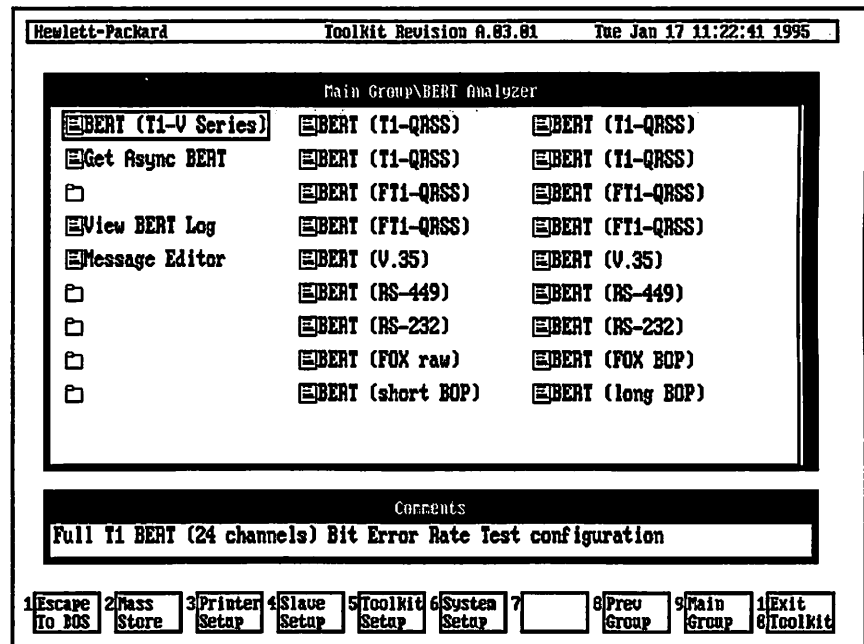 Hewlett-Packard Toolkit Revision A.03.01 Tue Jan 17 11:22:41 1995
Main Group\BERT Analyzer
BERT (T1-V Series) BERT (T1-QRSS) BERT (T1-QRSS)
Get Async BERT BERT (T1-QRSS) BERT (T1-QRSS)
BERT (FT1-QRSS) BERT (FT1-QRSS)
View BERT Log BERT (FT1-QRSS) BERT (FT1-QRSS)
Message Editor BERT (V.35) BERT (V.35)
BERT (RS-449) BERT (RS-449)
BERT (RS-232) BERT (RS-232)
BERT (FOX raw) BERT (FOX BOP)
BERT (short BOP) BERT (long BOP)
Comments
Full T1 BERT (24 channels) Bit Error Rate Test configuration
1 Escape 2 Mass 3 Printer 4 Slave 5 Toolkit 6 System 7 8 Prev 9 Main 1 Exit
To DOS Store Setup Setup Setup Setup Group Group 0 Toolkit